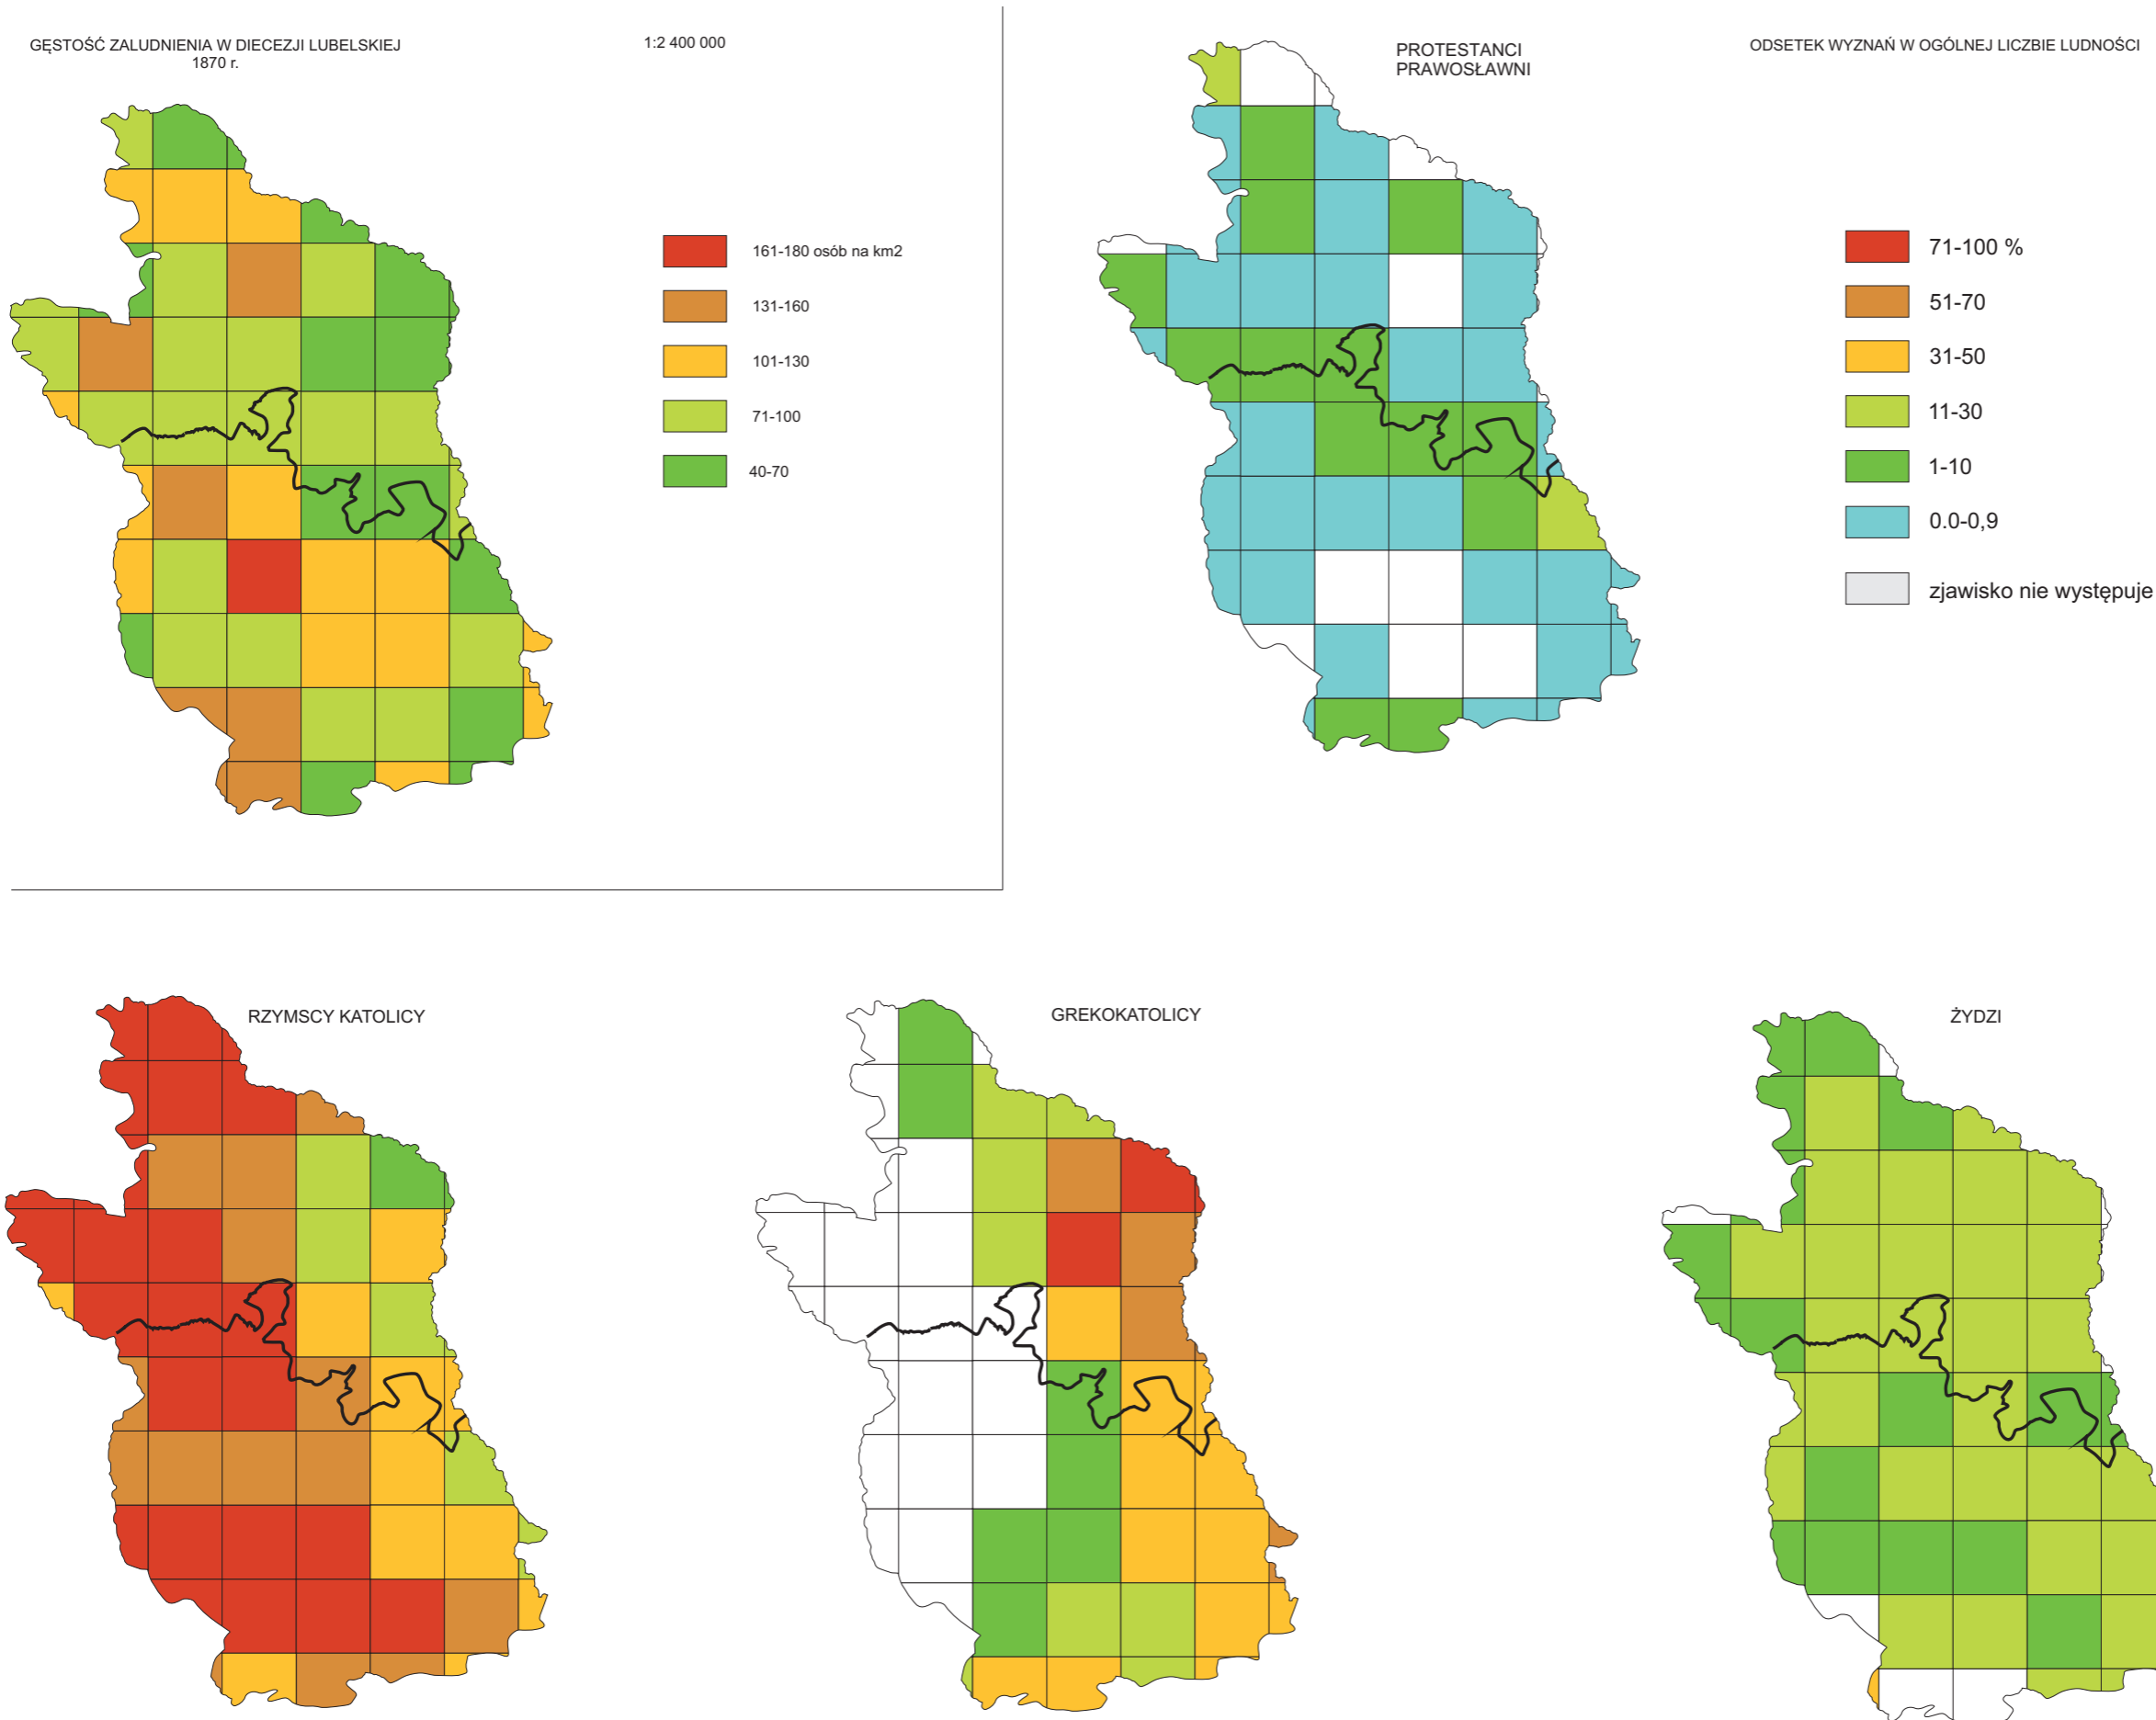 GĘSTOŚĆ ZALUDNIENIA W DIECEZJI LUBELSKIEJ
1870 r.
1:2 400 000
161-180 osób na km2
131-160
101-130
71-100
40-70
PROTESTANCI
PRAWOSŁAWNI
ODSETEK WYZNAŃ W OGÓLNEJ LICZBIE LUDNOŚCI
71-100 %
51-70
31-50
11-30
1-10
0.0-0,9
zjawisko nie występuje
RZYMSCY KATOLICY
GREKOKATOLICY
ŻYDZI